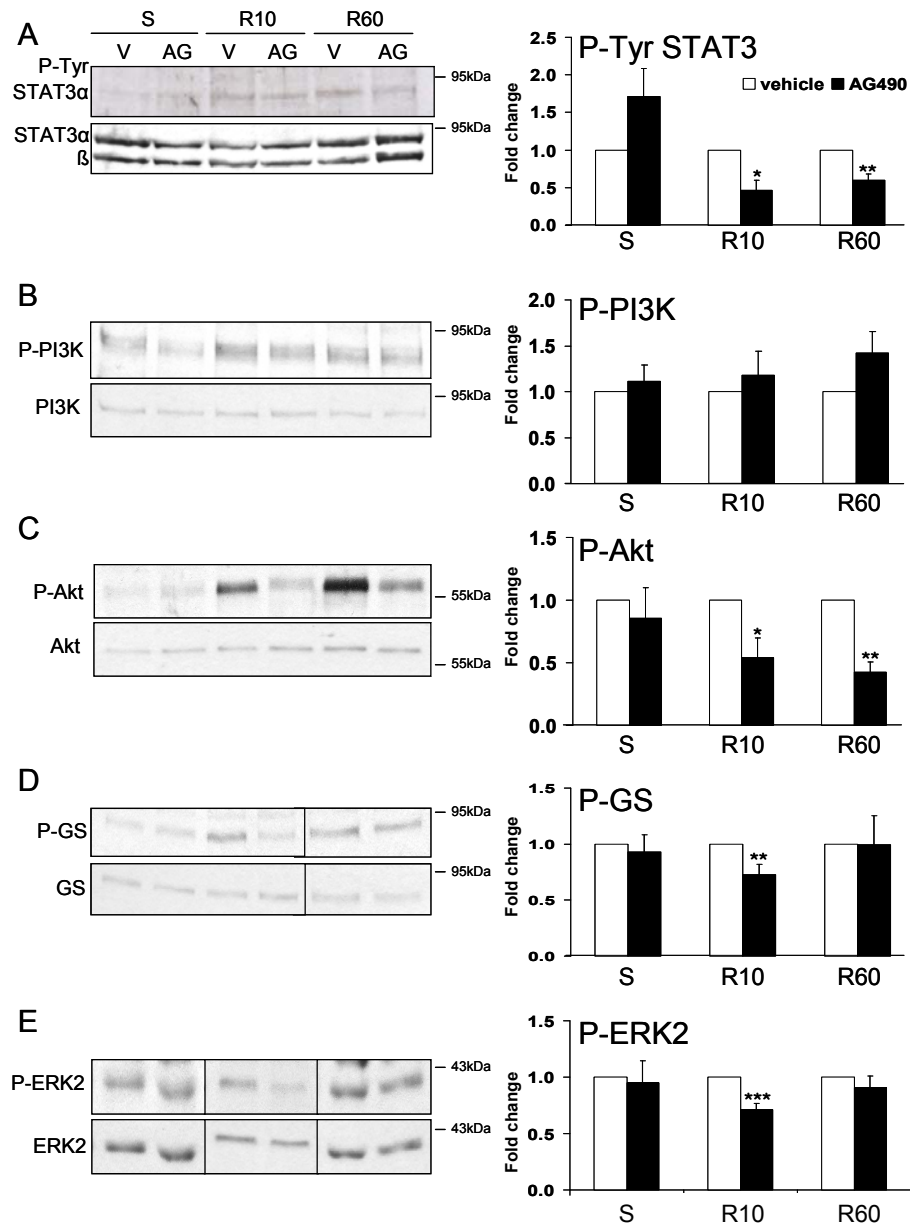 A
S R10 R60
V AG V AG V AG
P-Tyr
STAT3α
95kDa
STAT3α
ß
95kDa
P-Tyr STAT3
vehicle AG490
Fold change
2.5
2.0
1.5
1.0
0.5
0.0
*
**
S R10 R60
B
P-PI3K
95kDa
PI3K
95kDa
P-PI3K
Fold change
2.0
1.5
1.0
0.5
0.0
S R10 R60
C
P-Akt
55kDa
Akt
55kDa
P-Akt
Fold change
1.5
1.0
0.5
0.0
*
**
S R10 R60
D
P-GS
95kDa
GS
95kDa
P-GS
Fold change
1.5
1.0
0.5
0.0
**
S R10 R60
E
P-ERK2
43kDa
ERK2
43kDa
P-ERK2
Fold change
1.5
1.0
0.5
0.0
***
S R10 R60